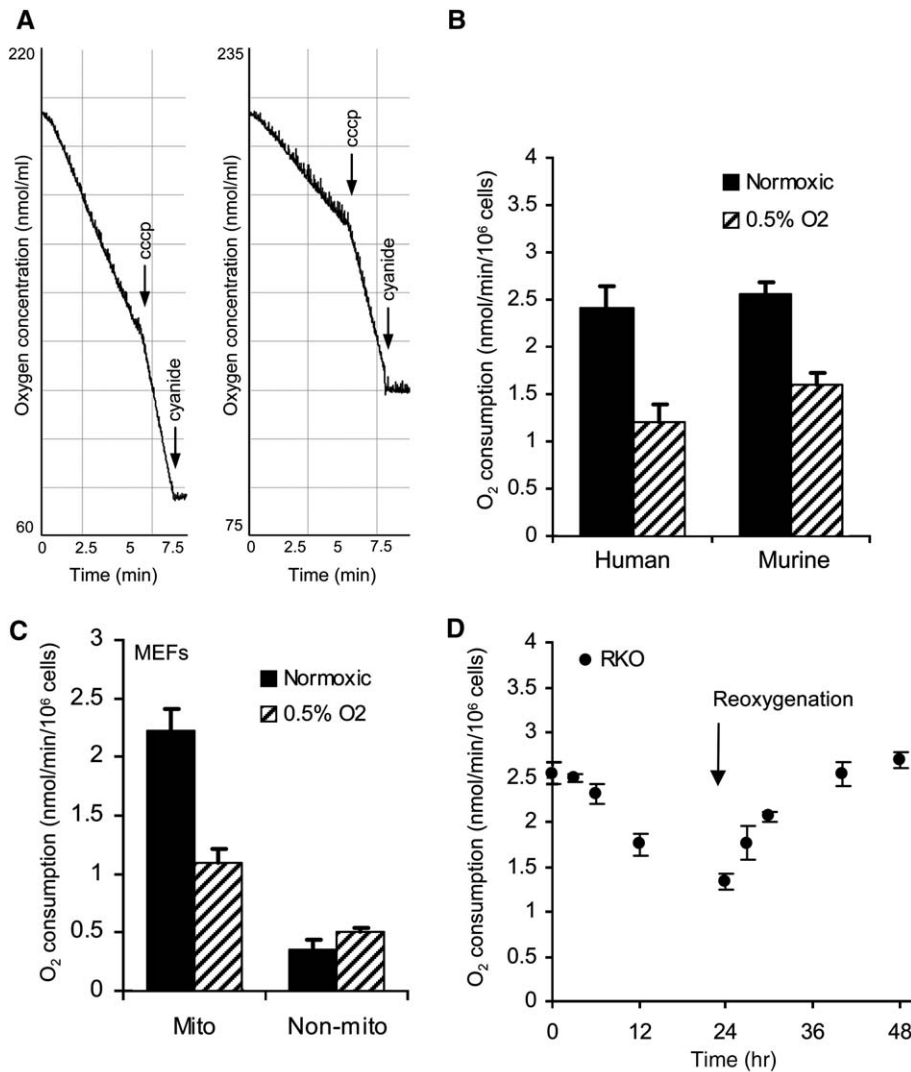 A
220
Oxygen concentration (nmol/ml)
60
cccp
cyanide
0 2.5 5 7.5
Time (min)
235
Oxygen concentration (nmol/ml)
75
cccp
cyanide
0 2.5 5 7.5
Time (min)
B
O2 consumption (nmol/min/10⁶ cells)
4
3.5
3
2.5
2
1.5
1
0.5
0
Normoxic
0.5% O2
Human Murine
C
O₂ consumption (nmol/min/10⁶ cells)
3
2.5
2
1.5
1
0.5
0
MEFs
Normoxic
0.5% O2
Mito Non-mito
D
O₂ consumption (nmol/min/10⁶ cells)
4
3.5
3
2.5
2
1.5
1
0.5
0
RKO
Reoxygenation
0 12 24 36 48
Time (hr)